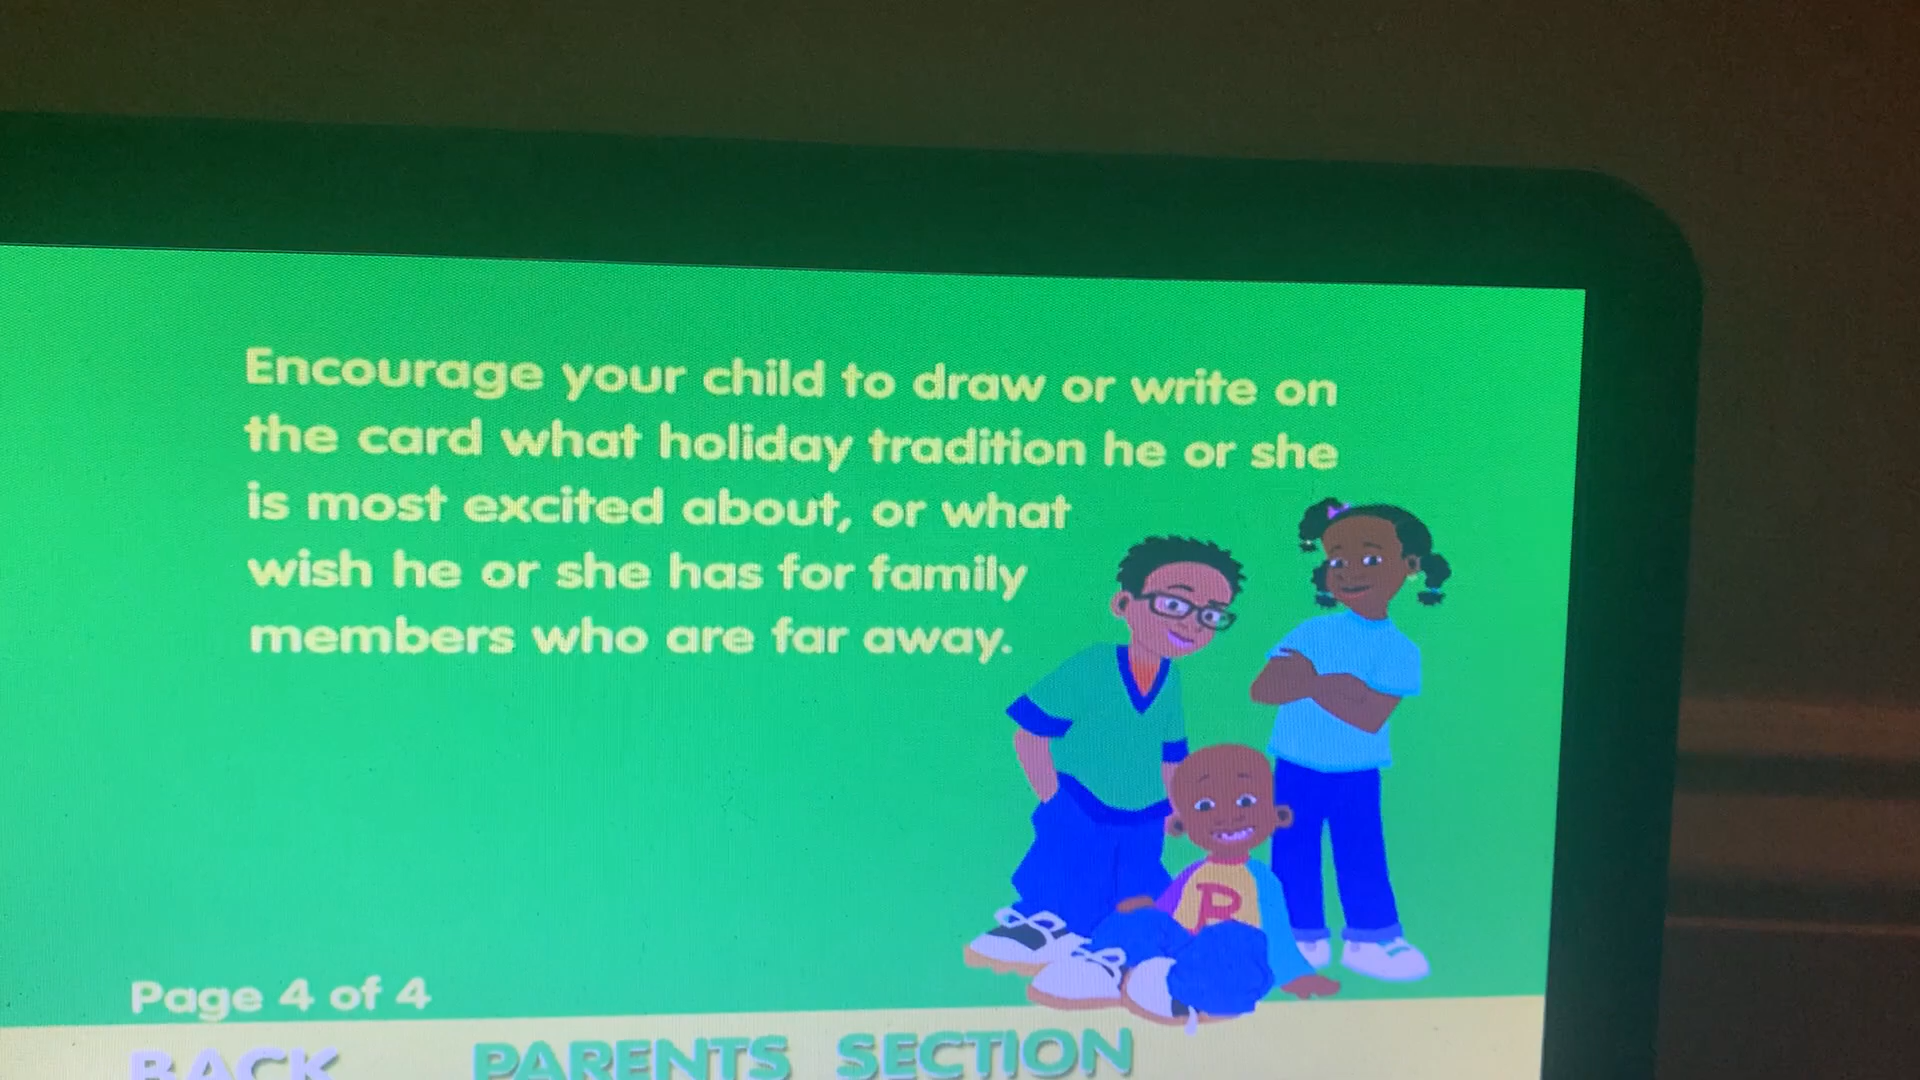 Encourage your child to draw or write on
the card what holiday tradition he or she
is most excited about, or what
wish he or she has for family
members who are far away.
B
Page 4 of 4
BACK PARENTS SECTION